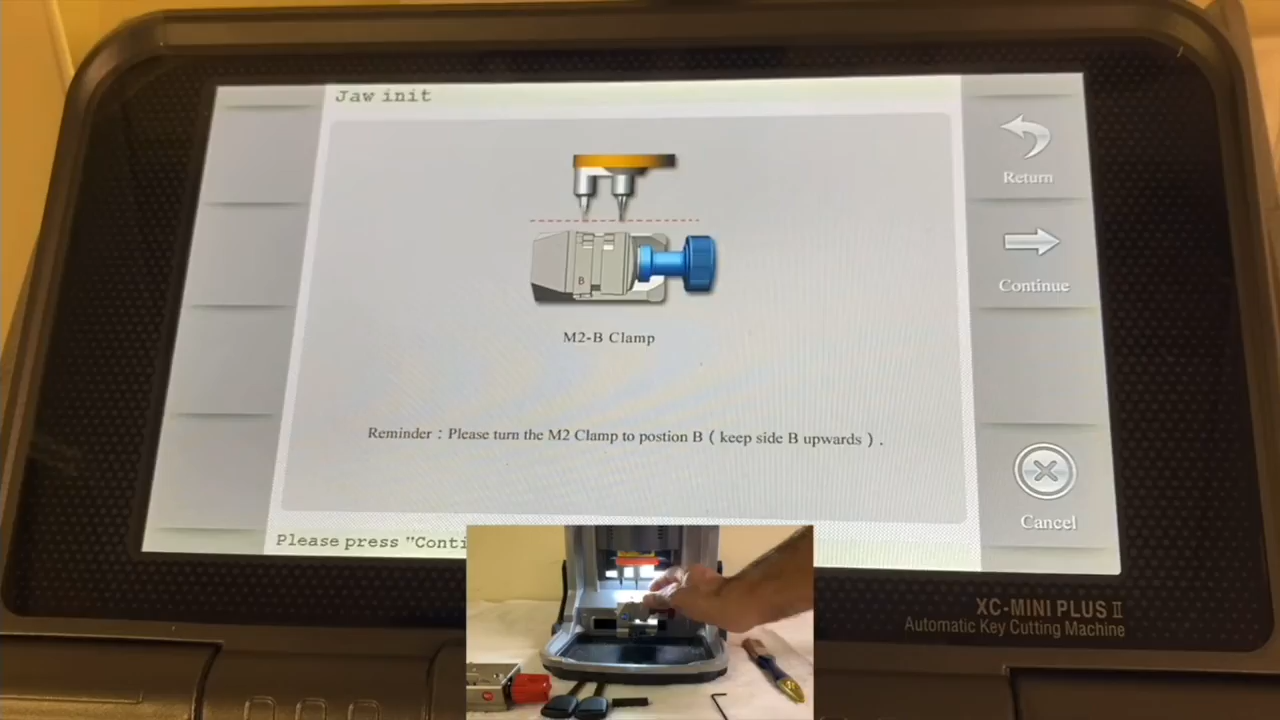 Jaw init
Return
Continue
B
M2-B Clamp
Reminder : Please turn the M2 Clamp to postion B ( keep side B upwards ) .
Cancel
Please press "Conti
XC-MINI PLUS II
Automatic Key Cutting Machine